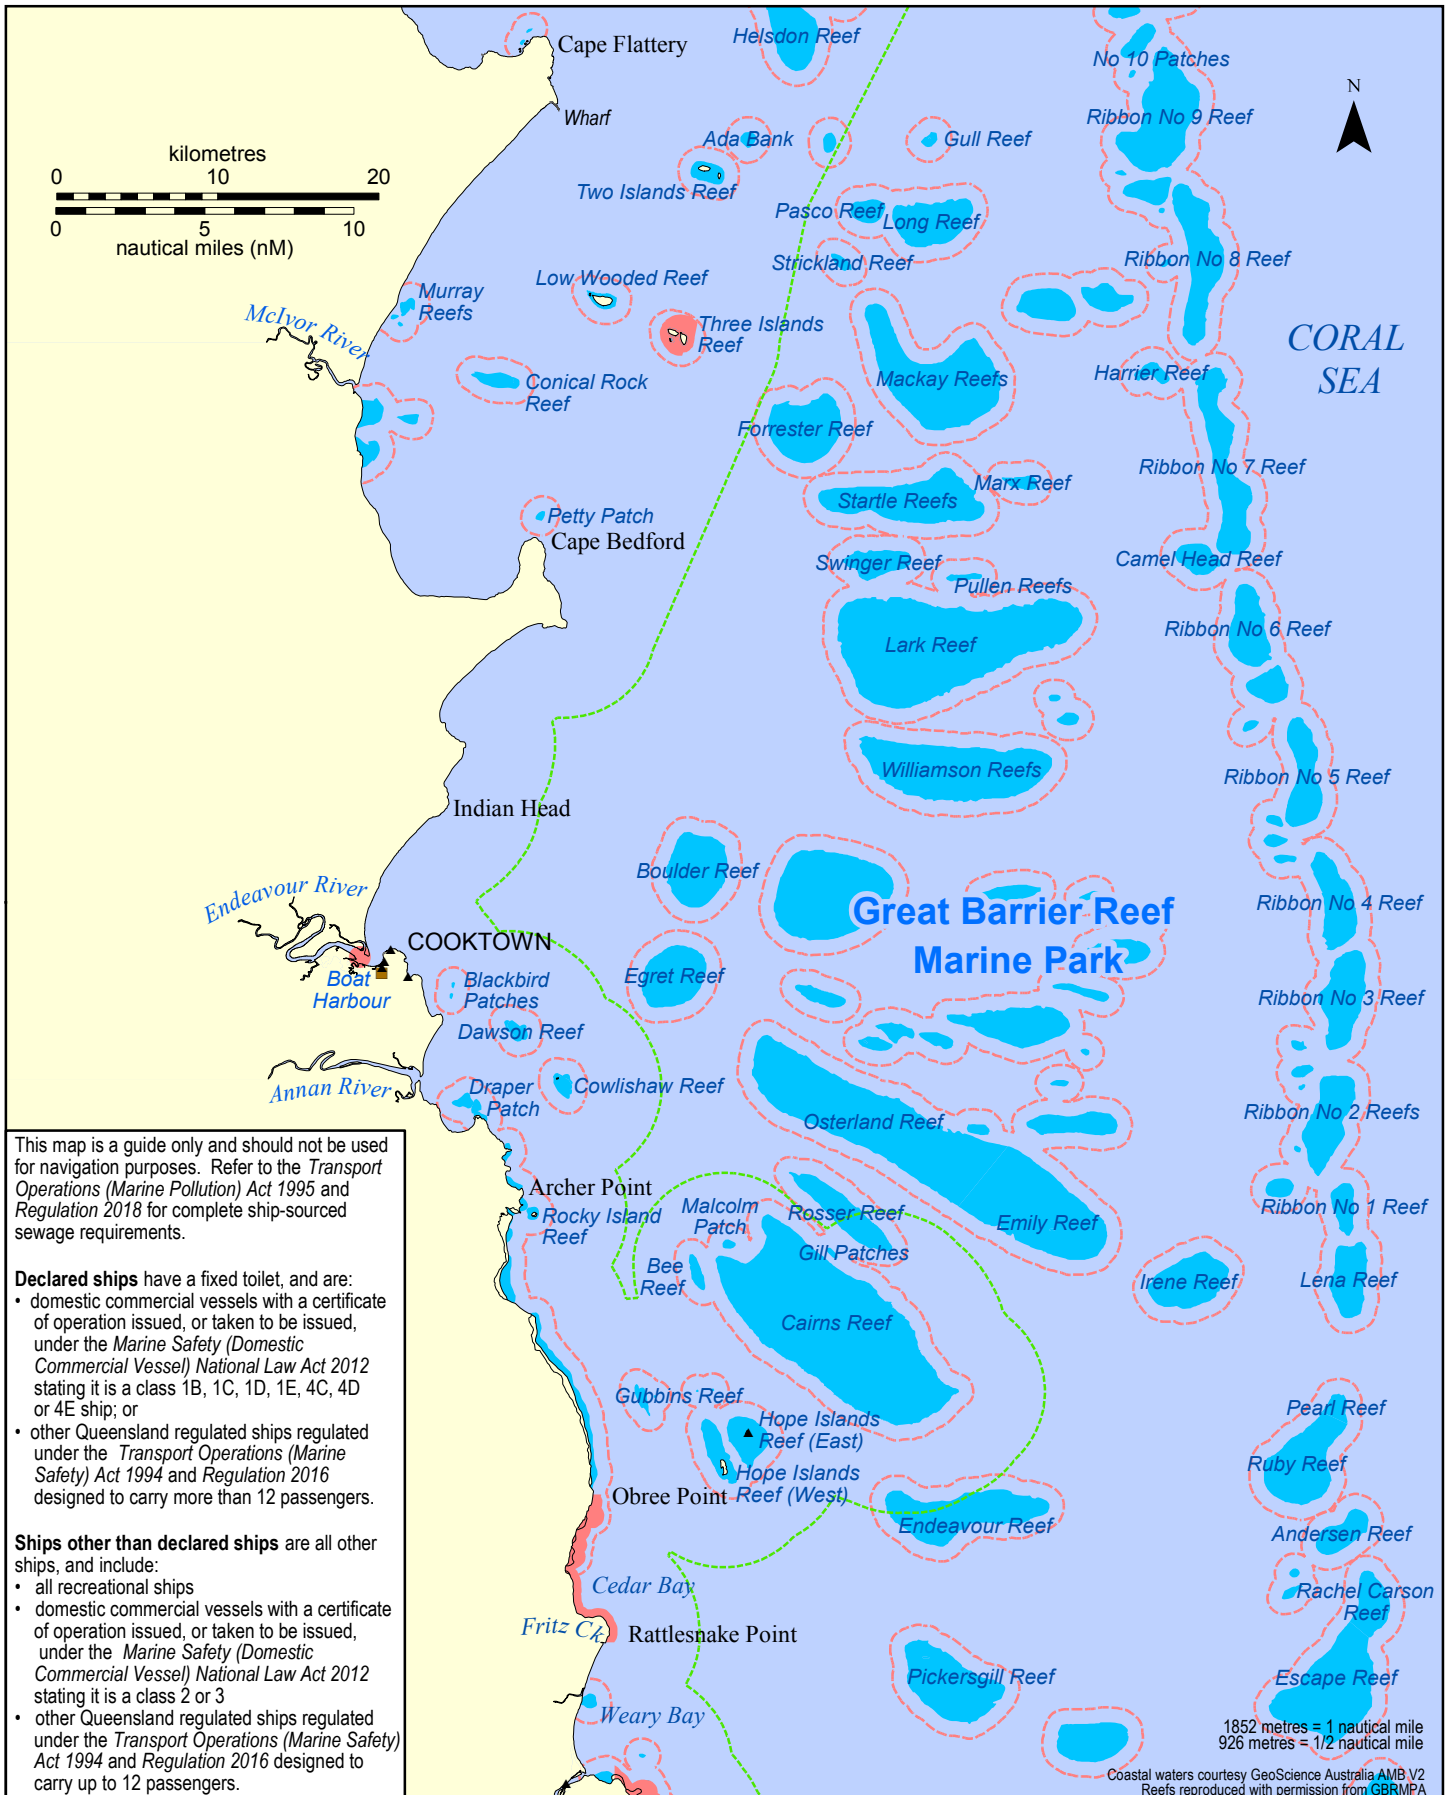 Cape Flattery
Helsdon Reef
No 10 Patches
N
Wharf
Ribbon No 9 Reef
Ada Bank
Gull Reef
kilometres
0 10 20
0 5 10
nautical miles (nM)
Two Islands Reef
Pasco Reef
Long Reef
Strickland Reef
Ribbon No 8 Reef
Low Wooded Reef
Murray
Reefs
McIvor River
Three Islands
Reef
CORAL
SEA
Conical Rock
Reef
Mackay Reefs
Harrier Reef
Forrester Reef
Ribbon No 7 Reef
Marx Reef
Startle Reefs
Petty Patch
Cape Bedford
Swinger Reef
Pullen Reefs
Camel Head Reef
Ribbon No 6 Reef
Lark Reef
Williamson Reefs
Ribbon No 5 Reef
Indian Head
Boulder Reef
Endeavour River
Great Barrier Reef
Marine Park
Ribbon No 4 Reef
COOKTOWN
Boat
Harbour
Blackbird
Patches
Egret Reef
Ribbon No 3 Reef
Dawson Reef
Annan River
Draper
Patch
Cowlishaw Reef
Osterland Reef
Ribbon No 2 Reefs
Archer Point
Rocky Island
Reef
Malcolm
Patch
Rosser Reef
Emily Reef
Ribbon No 1 Reef
Gill Patches
Bee
Reef
Irene Reef
Lena Reef
Cairns Reef
Gubbins Reef
Hope Islands
Reef (East)
Hope Islands
Reef (West)
Pearl Reef
Ruby Reef
Obree Point
Endeavour Reef
Andersen Reef
Cedar Bay
Rachel Carson
Reef
Fritz Ck
Rattlesnake Point
Pickersgill Reef
Escape Reef
Weary Bay
This map is a guide only and should not be used
for navigation purposes. Refer to the Transport
Operations (Marine Pollution) Act 1995 and
Regulation 2018 for complete ship-sourced
sewage requirements.
Declared ships have a fixed toilet, and are:
• domestic commercial vessels with a certificate
of operation issued, or taken to be issued,
under the Marine Safety (Domestic
Commercial Vessel) National Law Act 2012
stating it is a class 1B, 1C, 1D, 1E, 4C, 4D
or 4E ship; or
• other Queensland regulated ships regulated
under the Transport Operations (Marine
Safety) Act 1994 and Regulation 2016
designed to carry more than 12 passengers.
Ships other than declared ships are all other
ships, and include:
• all recreational ships
• domestic commercial vessels with a certificate
of operation issued, or taken to be issued,
under the Marine Safety (Domestic
Commercial Vessel) National Law Act 2012
stating it is a class 2 or 3
• other Queensland regulated ships regulated
under the Transport Operations (Marine Safety)
Act 1994 and Regulation 2016 designed to
carry up to 12 passengers.
1852 metres = 1 nautical mile
926 metres = 1/2 nautical mile
Coastal waters courtesy GeoScience Australia AMB V2
Reefs reproduced with permission from GBRMPA